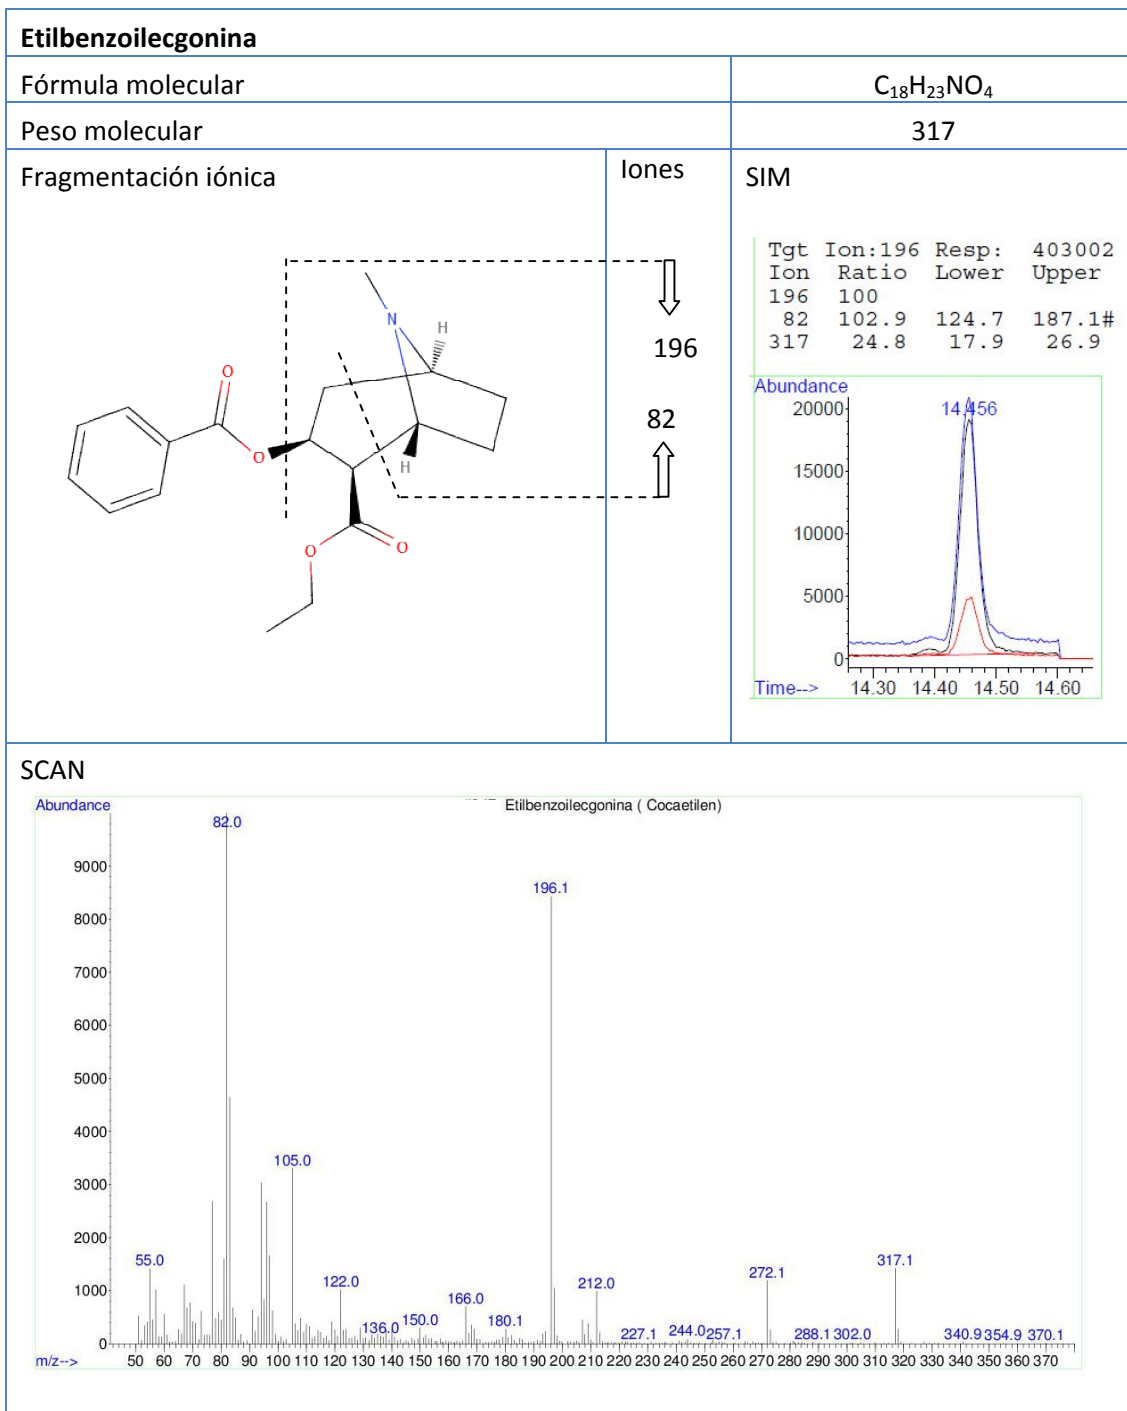 Etilbenzoilecgonina
Fórmula molecular C₁₈H₂₃NO₄
Peso molecular 317
Fragmentación iónica Iones SIM
Tgt Ion:196 Resp: 403002
Ion Ratio Lower Upper
196 100
82 102.9 124.7 187.1#
317 24.8 17.9 26.9
N H
196
O
82
O H
O O
Abundance
14.456
20000
15000
10000
5000
0
Time--> 14.30 14.40 14.50 14.60
SCAN
Abundance Etilbenzoilecgonina ( Cocaetilen)
82.0
9000
196.1
8000
7000
6000
5000
4000
105.0
3000
2000
55.0 317.1
272.1
122.0 212.0
1000
166.0
136.0 150.0 180.1 227.1 244.0 257.1 288.1 302.0 340.9 354.9 370.1
0
m/z--> 50 60 70 80 90 100 110 120 130 140 150 160 170 180 190 200 210 220 230 240 250 260 270 280 290 300 310 320 330 340 350 360 370